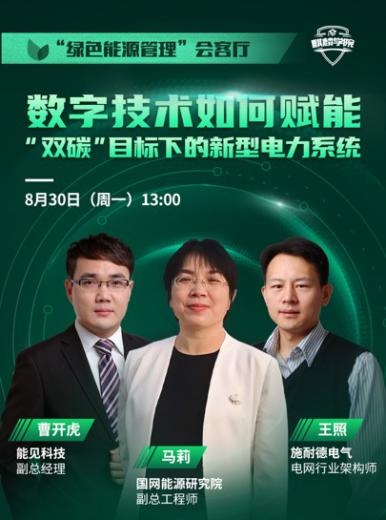 “绿色能源管理”会客厅
麒麟学院
数字技术如何赋能
“双碳”目标下的新型电力系统
8月30日（周一）13:00
曹开虎
能见科技
副总经理
马莉
国网能源研究院
副总工程师
王照
施耐德电气
电网行业架构师